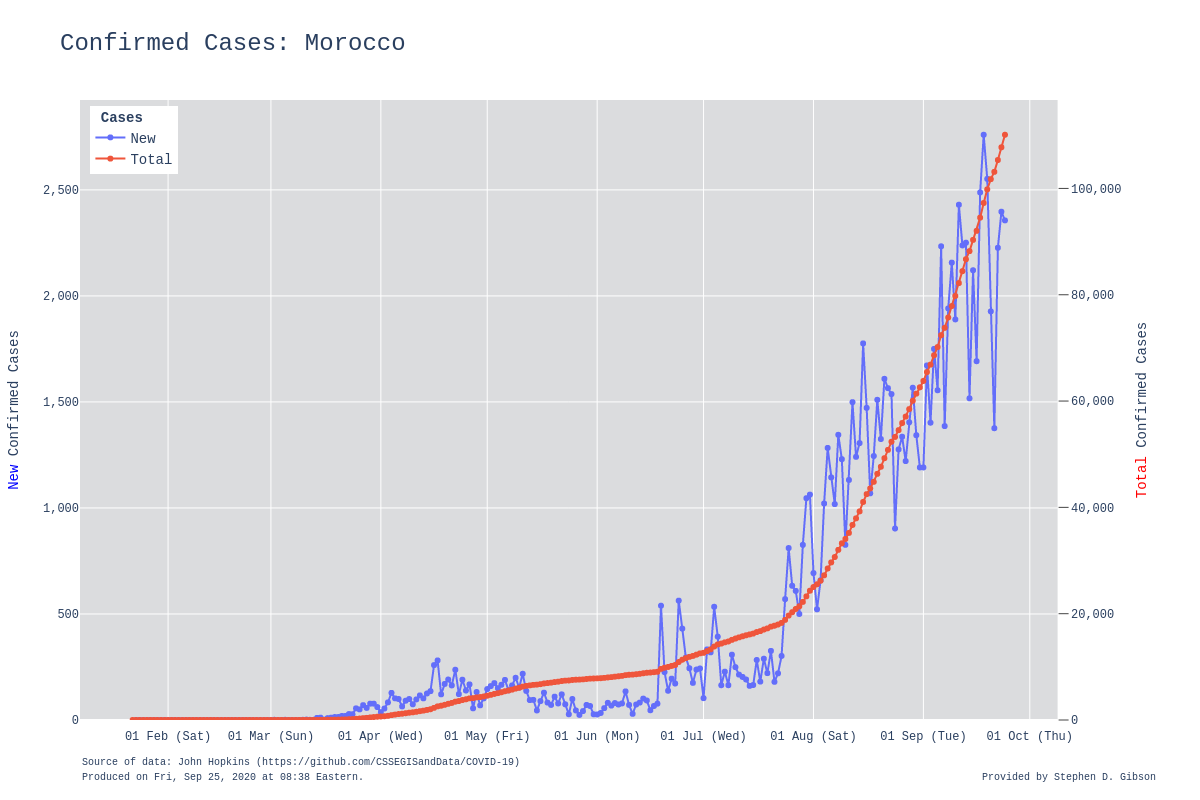 Confirmed Cases: Morocco
Cases
New
Total
2,500
2,000
1,500
1,000
500
0
100,000
80,000
60,000
40,000
20,000
0
New Confirmed Cases
Total Confirmed Cases
01 Feb (Sat) 01 Mar (Sun) 01 Apr (Wed) 01 May (Fri) 01 Jun (Mon) 01 Jul (Wed) 01 Aug (Sat) 01 Sep (Tue) 01 Oct (Thu)
Source of data: John Hopkins (https://github.com/CSSEGISandData/COVID-19)
Produced on Fri, Sep 25, 2020 at 08:38 Eastern.
Provided by Stephen D. Gibson